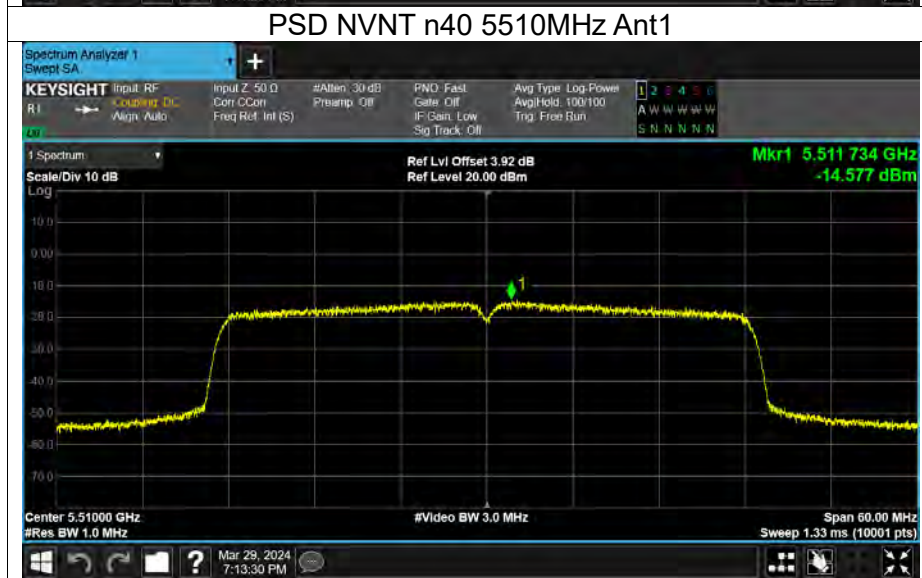 PSD NVNT n40 5510MHz Ant1
Spectrum Analyzer 1
Swept SA
+
KEYSIGHT Input: RF
Coupling: DC
Align: Auto
Input Z: 50 Ω
Corr CCorr
Freq Ref: Int (S)
#Atten: 30 dB
Preamp: Off
PNO: Fast
Gate: Off
IF Gain: Low
Sig Track: Off
Avg Type: Log-Power
Avg|Hold: 100/100
Trig: Free Run
1 2 3 4 5 6
A W W W W W
S N N N N N
1 Spectrum
Scale/Div 10 dB
Ref Lvl Offset 3.92 dB
Ref Level 20.00 dBm
Mkr1 5.511 734 GHz
-14.577 dBm
Log
10.0
0.00
1
-40.0
-50.0
-60.0
-70.0
Center 5.51000 GHz
#Res BW 1.0 MHz
#Video BW 3.0 MHz
Span 60.00 MHz
Sweep 1.33 ms (10001 pts)
?
Mar 29, 2024
7:13:30 PM